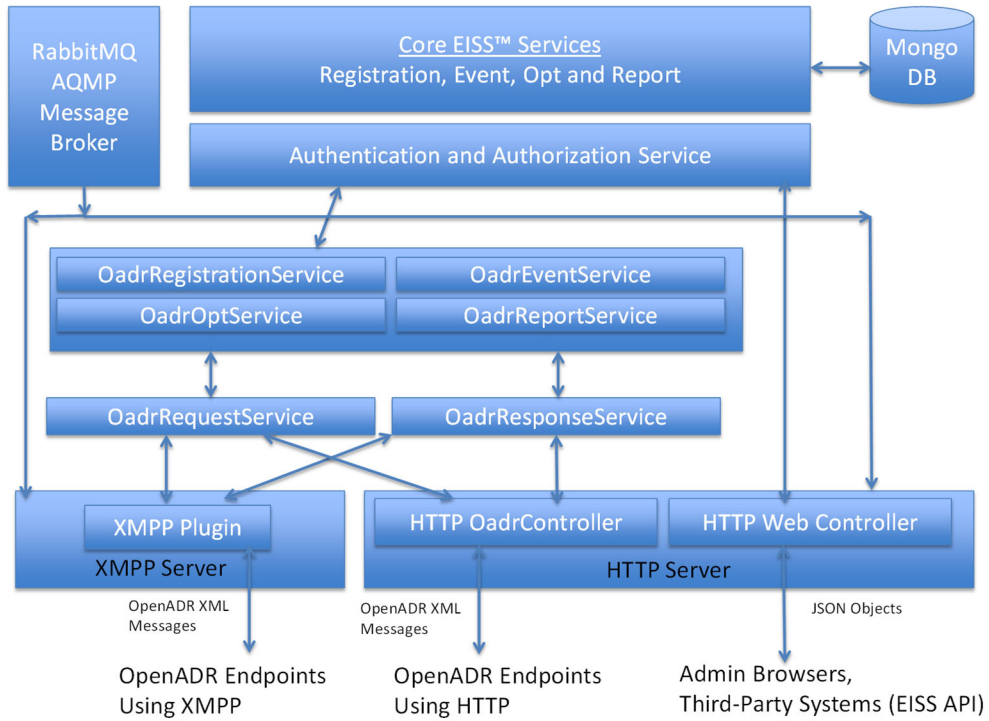 RabbitMQ
AQMP
Message
Broker
Core EISS™ Services
Registration, Event, Opt and Report
Mongo
DB
Authentication and Authorization Service
OadrRegistrationService
OadrEventService
OadrOptService
OadrReportService
OadrRequestService
OadrResponseService
XMPP Plugin
XMPP Server
HTTP OadrController
HTTP Web Controller
HTTP Server
OpenADR XML
Messages
OpenADR XML
Messages
JSON Objects
OpenADR Endpoints
Using XMPP
OpenADR Endpoints
Using HTTP
Admin Browsers,
Third-Party Systems (EISS API)